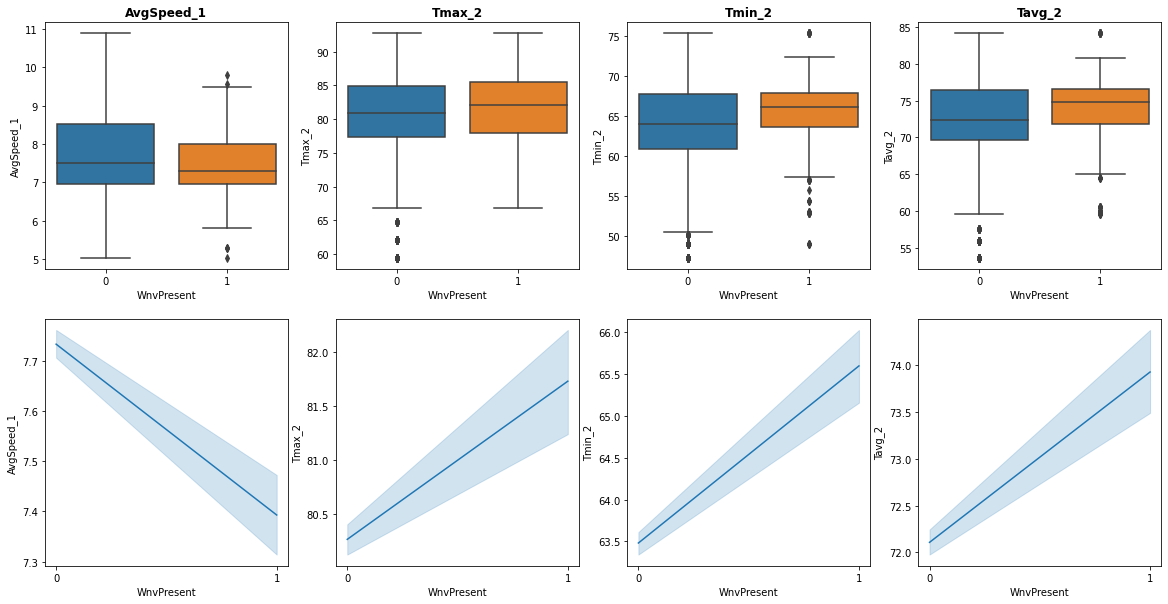 AvgSpeed_1
AvgSpeed_1
11
10
9
8
7
6
5
0 1
WnvPresent
Tmax_2
Tmax_2
90
85
80
75
70
65
60
0 1
WnvPresent
Tmin_2
Tmin_2
75
70
65
60
55
50
0 1
WnvPresent
Tavg_2
Tavg_2
85
80
75
70
65
60
55
0 1
WnvPresent
AvgSpeed_1
7.7
7.6
7.5
7.4
7.3
0 1
WnvPresent
Tmax_2
82.0
81.5
81.0
80.5
0 1
WnvPresent
Tmin_2
66.0
65.5
65.0
64.5
64.0
63.5
0 1
WnvPresent
Tavg_2
74.0
73.5
73.0
72.5
72.0
0 1
WnvPresent